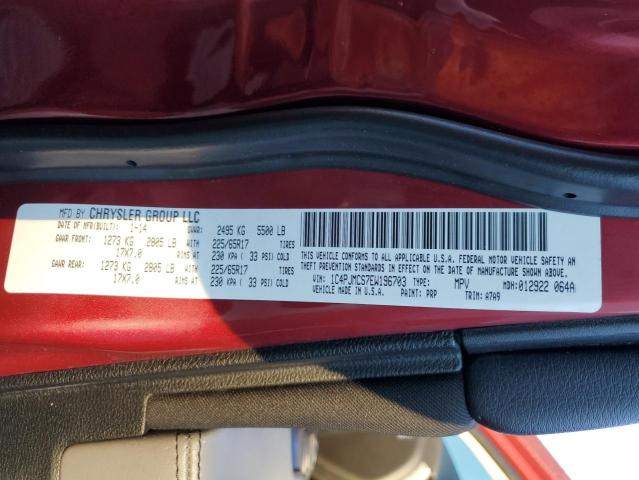 MFD BY CHRYSLER GROUP LLC
DATE OF MFD(BUILT): 1-14 GVWR: 2495 KG 5500 LB
GAWR FRONT: 1273 KG 2805 LB WITH 225/65R17 TIRES
17X7.0 RIMS AT 230 KPA ( 33 PSI) COLD
GAWR REAR: 1273 KG 2805 LB WITH 225/65R17 TIRES
17X7.0 RIMS AT 230 KPA ( 33 PSI) COLD
THIS VEHICLE CONFORMS TO ALL APPLICABLE U.S.A. FEDERAL MOTOR VEHICLE SAFETY AN
THEFT PREVENTION STANDARDS IN EFFECT ON THE DATE OF MANUFACTURE SHOWN ABOVE.
VIN: 1C4PJMCS7EW196703 TYPE: MPV MDH:012922 064A
MADE IN U.S.A. PAINT: PRP TRIM: A7A9